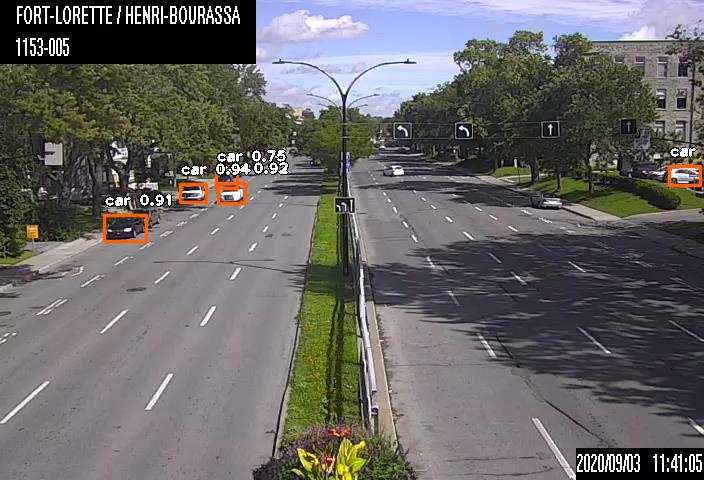 FORT-LORETTE / HENRI-BOURASSA
1153-005
car 0.75
car 0.94 0.92
car
car 0.91
2020/09/03 11:41:05